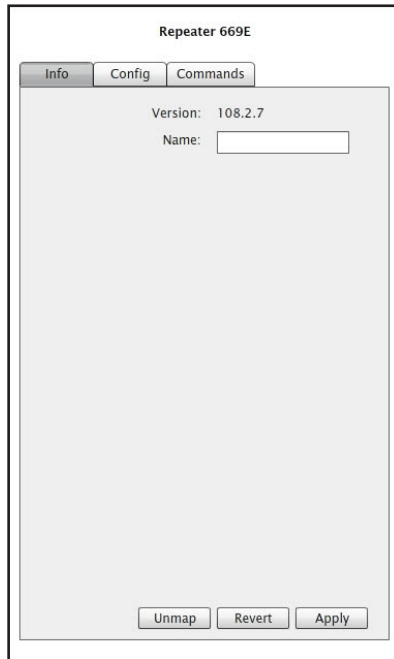 Repeater 669E
Info Config Commands
Version: 108.2.7
Name:
Unmap Revert Apply